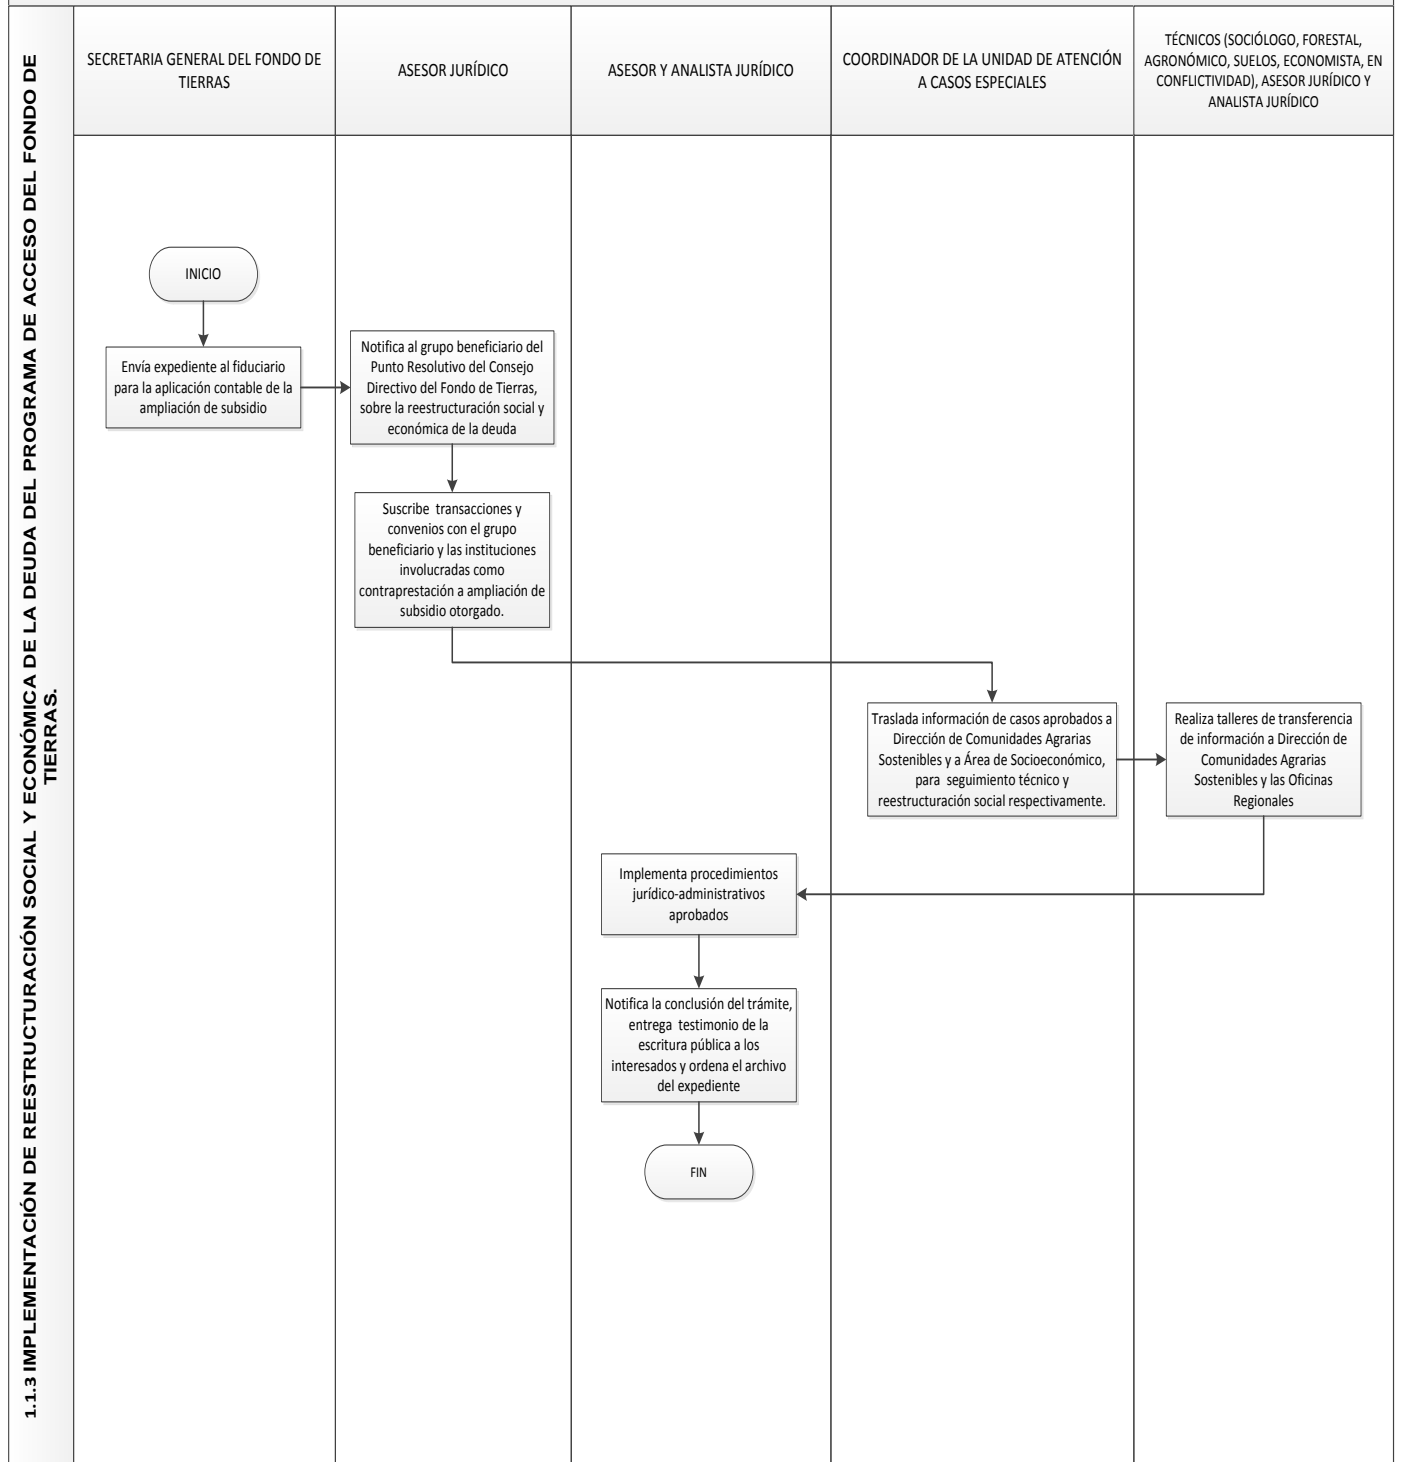 1.1.3 IMPLEMENTACIÓN DE REESTRUCTURACIÓN SOCIAL Y ECONÓMICA DE LA DEUDA DEL PROGRAMA DE ACCESO DEL FONDO DE
TIERRAS.
SECRETARIA GENERAL DEL FONDO DE
TIERRAS
ASESOR JURÍDICO
ASESOR Y ANALISTA JURÍDICO
COORDINADOR DE LA UNIDAD DE ATENCIÓN
A CASOS ESPECIALES
TÉCNICOS (SOCIÓLOGO, FORESTAL,
AGRONÓMICO, SUELOS, ECONOMISTA, EN
CONFLICTIVIDAD), ASESOR JURÍDICO Y
ANALISTA JURÍDICO
INICIO
Envía expediente al fiduciario
para la aplicación contable de la
ampliación de subsidio
Notifica al grupo beneficiario del
Punto Resolutivo del Consejo
Directivo del Fondo de Tierras,
sobre la reestructuración social y
económica de la deuda
Suscribe transacciones y
convenios con el grupo
beneficiario y las instituciones
involucradas como
contraprestación a ampliación de
subsidio otorgado.
Traslada información de casos aprobados a
Dirección de Comunidades Agrarias
Sostenibles y a Área de Socioeconómico,
para seguimiento técnico y
reestructuración social respectivamente.
Realiza talleres de transferencia
de información a Dirección de
Comunidades Agrarias
Sostenibles y las Oficinas
Regionales
Implementa procedimientos
jurídico-administrativos
aprobados
Notifica la conclusión del trámite,
entrega testimonio de la
escritura pública a los
interesados y ordena el archivo
del expediente
FIN